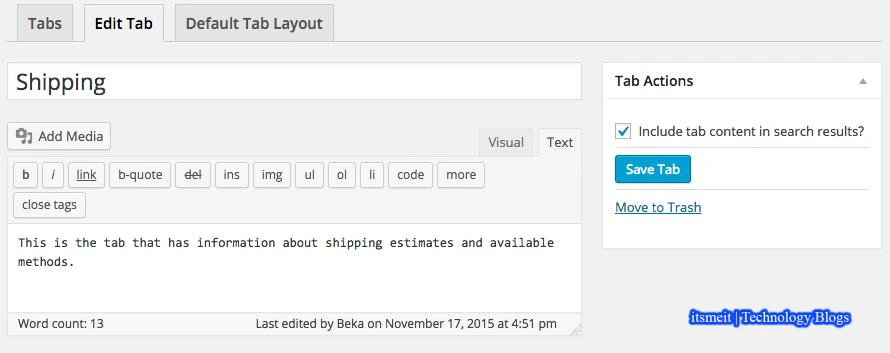 Tabs Edit Tab Default Tab Layout
Shipping
Tab Actions
Add Media
Visual Text
Include tab content in search results?
b i link b-quote del ins img ul ol li code more
close tags
Save Tab
Move to Trash
This is the tab that has information about shipping estimates and available
methods.
Word count: 13 Last edited by Beka on November 17, 2015 at 4:51 pm
itsmeit | Technology Blogs